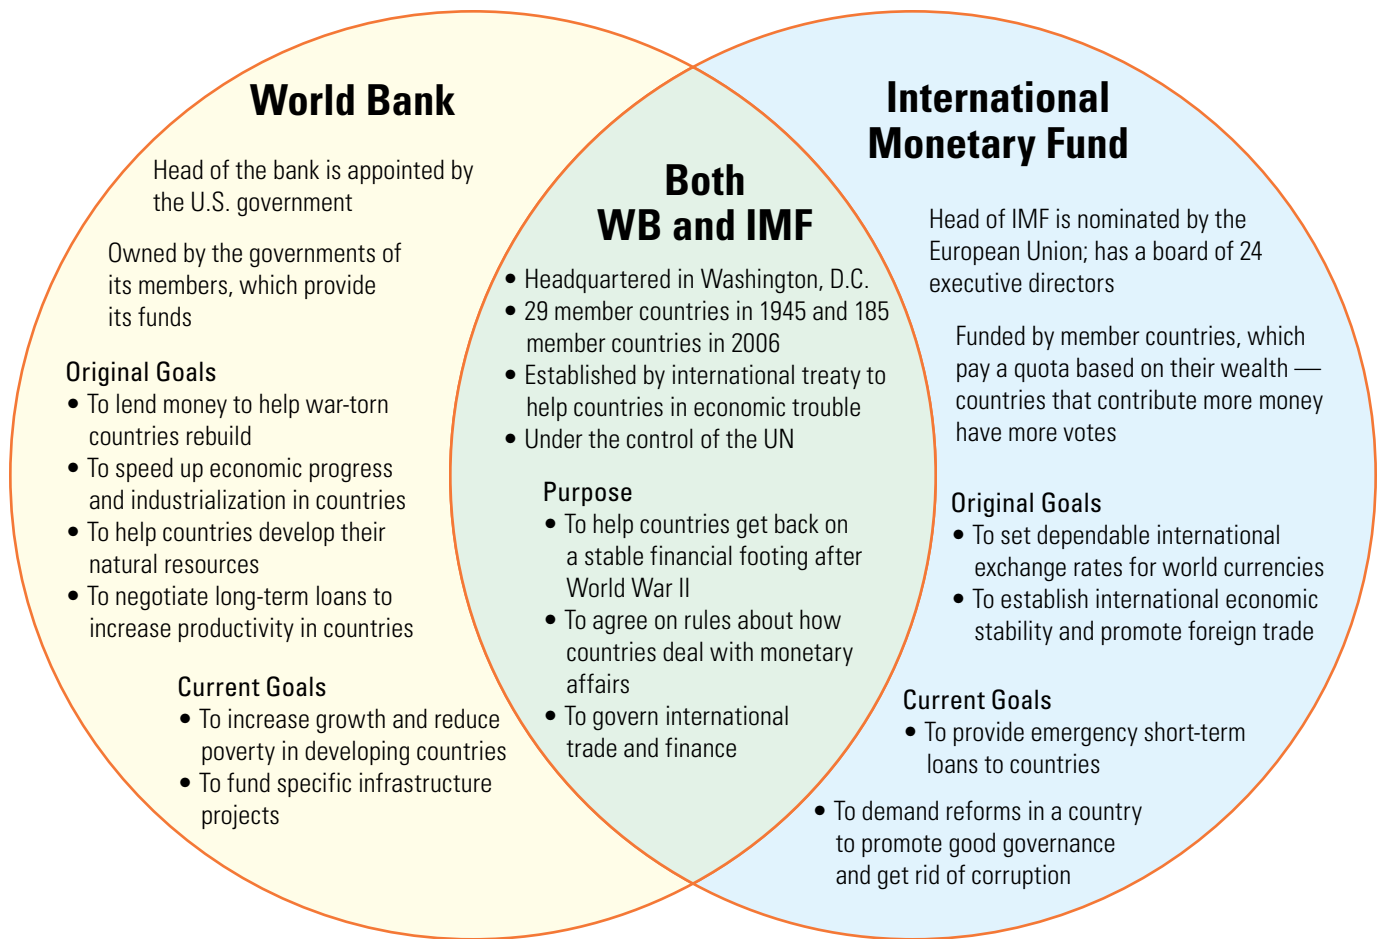 World Bank
Head of the bank is appointed by
the U.S. government
Owned by the governments of
its members, which provide
its funds
Original Goals
• To lend money to help war-torn
countries rebuild
• To speed up economic progress
and industrialization in countries
• To help countries develop their
natural resources
• To negotiate long-term loans to
increase productivity in countries
Current Goals
• To increase growth and reduce
poverty in developing countries
• To fund specific infrastructure
projects
Both
WB and IMF
• Headquartered in Washington, D.C.
• 29 member countries in 1945 and 185
member countries in 2006
• Established by international treaty to
help countries in economic trouble
• Under the control of the UN
Purpose
• To help countries get back on
a stable financial footing after
World War II
• To agree on rules about how
countries deal with monetary
affairs
• To govern international
trade and finance
International
Monetary Fund
Head of IMF is nominated by the
European Union; has a board of 24
executive directors
Funded by member countries, which
pay a quota based on their wealth —
countries that contribute more money
have more votes
Original Goals
• To set dependable international
exchange rates for world currencies
• To establish international economic
stability and promote foreign trade
Current Goals
• To provide emergency short-term
loans to countries
• To demand reforms in a country
to promote good governance
and get rid of corruption